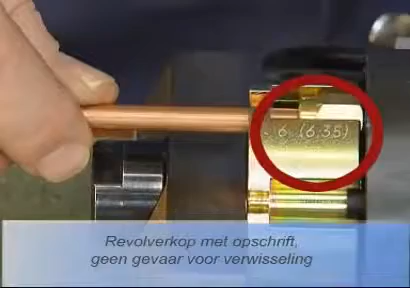 6 (6,35)
Revolverkop met opschrift,
geen gevaar voor verwisseling